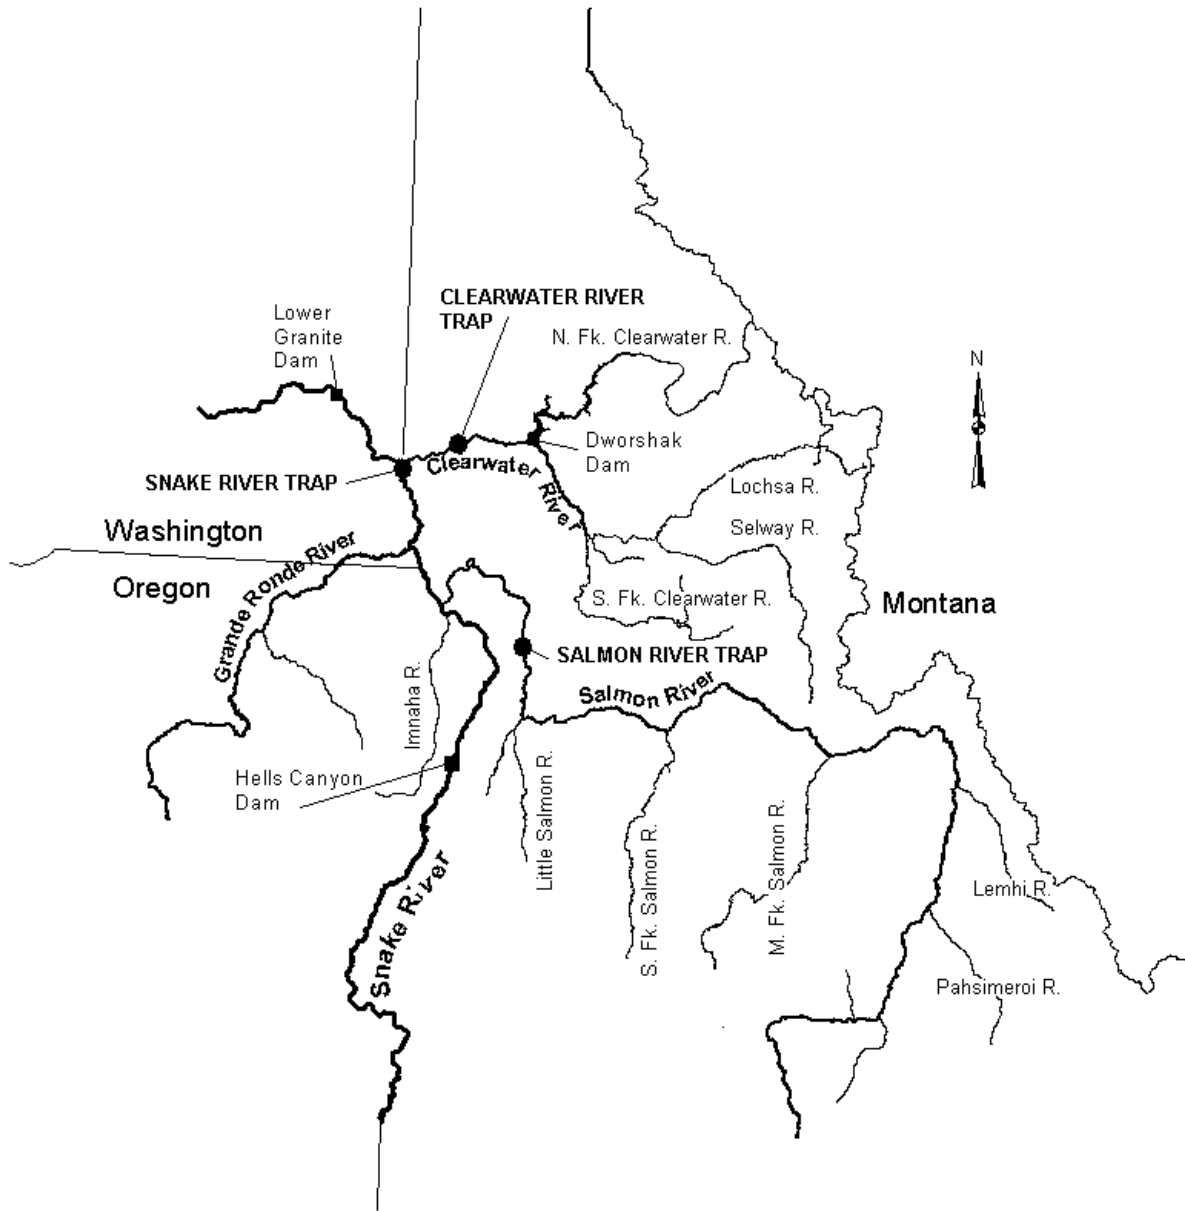 CLEARWATER RIVER
TRAP
Lower
Granite
Dam
N. Fk. Clearwater R.
N
Dworshak
Dam
Clearwater River
SNAKE RIVER TRAP
Lochsa R.
Selway R.
Washington
Oregon
Grande Ronde River
S. Fk. Clearwater R.
Montana
SALMON RIVER TRAP
Salmon River
Imnaha R.
Hells Canyon
Dam
Little Salmon R.
S. Fk. Salmon R.
M. Fk. Salmon R.
Lemhi R.
Snake River
Pahsimeroi R.